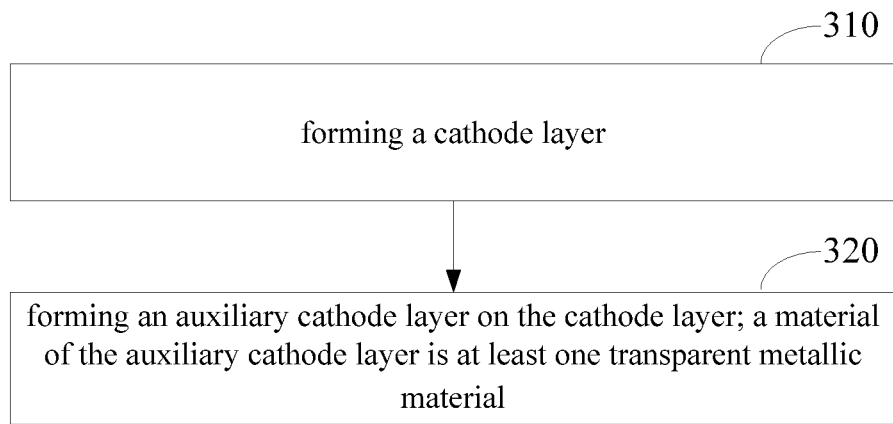 310
forming a cathode layer
320
forming an auxiliary cathode layer on the cathode layer; a material
of the auxiliary cathode layer is at least one transparent metallic
material